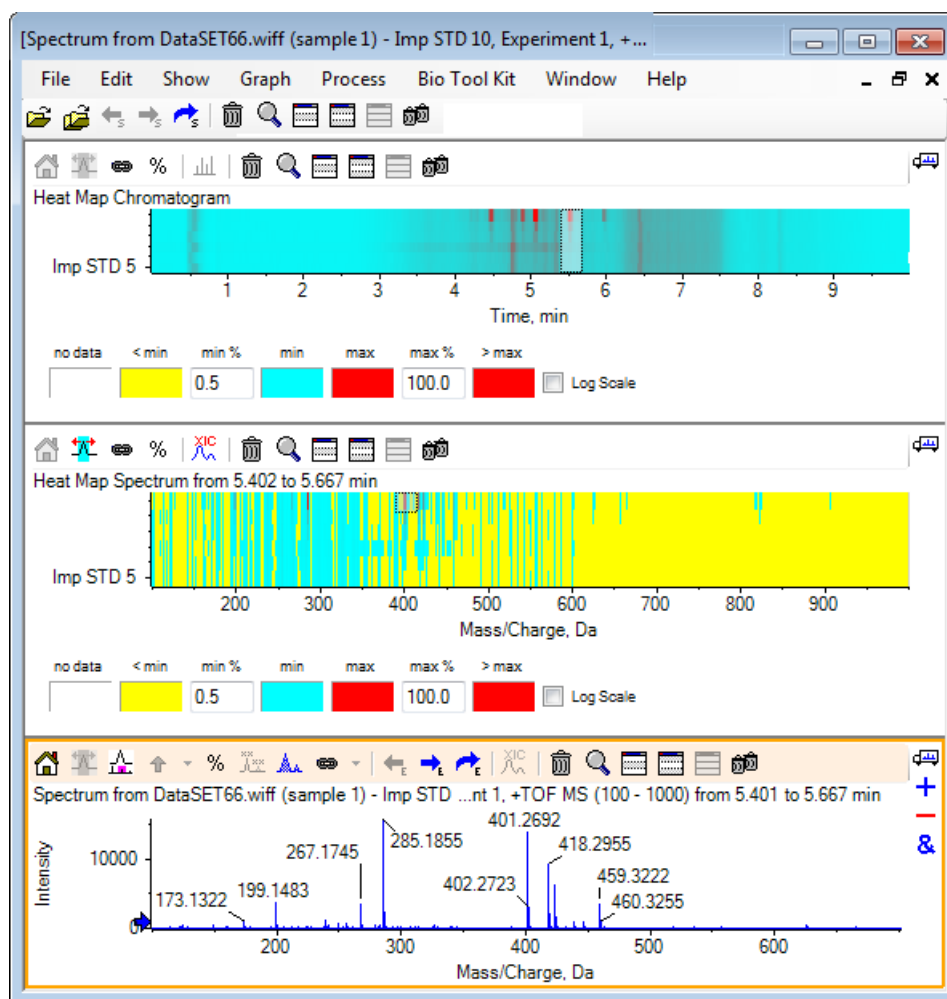 [Spectrum from DataSET66.wiff (sample 1) - Imp STD 10, Experiment 1, +...
File Edit Show Graph Process Bio Tool Kit Window Help
S S S
%
Heat Map Chromatogram
Imp STD 5
1 2 3 4 5 6 7 8 9
Time, min
no data < min min % min max max % > max
0.5 100.0 Log Scale
% XIC
Heat Map Spectrum from 5.402 to 5.667 min
Imp STD 5
200 300 400 500 600 700 800 900
Mass/Charge, Da
no data < min min % min max max % > max
0.5 100.0 Log Scale
% E E E XIC
Spectrum from DataSET66.wiff (sample 1) - Imp STD ...nt 1, +TOF MS (100 - 1000) from 5.401 to 5.667 min
+
&
Intensity
10000
0
173.1322
199.1483
267.1745
285.1855
401.2692
402.2723
418.2955
459.3222
460.3255
200 300 400 500 600
Mass/Charge, Da